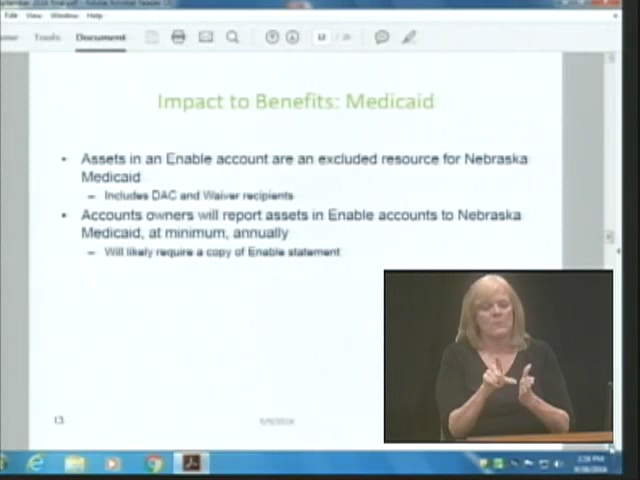 Edit View Window Help
Tools Document
12 / 26
Impact to Benefits: Medicaid
• Assets in an Enable account are an excluded resource for Nebraska
Medicaid
– Includes DAC and Waiver recipients
• Accounts owners will report assets in Enable accounts to Nebraska
Medicaid, at minimum, annually
– Will likely require a copy of Enable statement
13